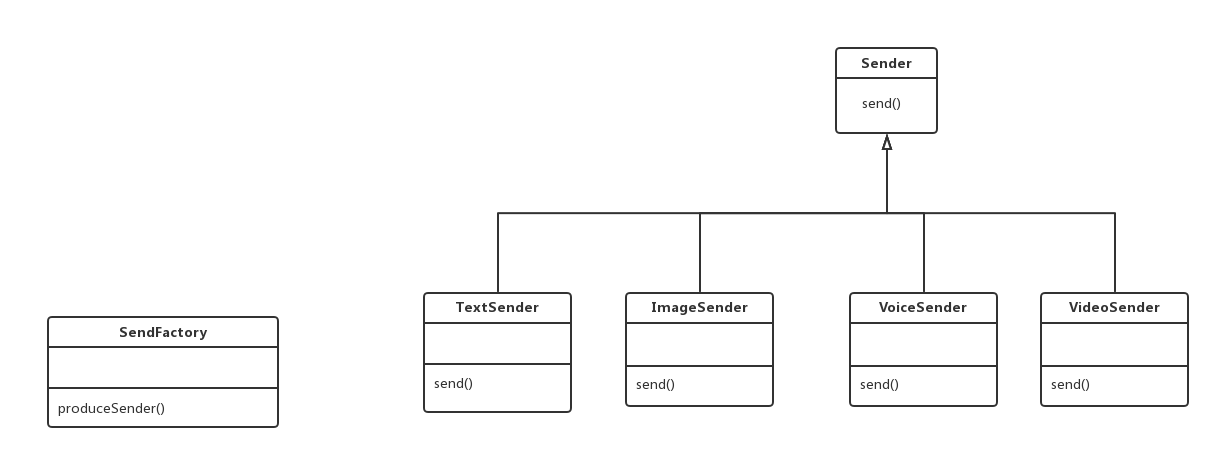 Sender
send()
TextSender
send()
ImageSender
send()
VoiceSender
send()
VideoSender
send()
SendFactory
produceSender()